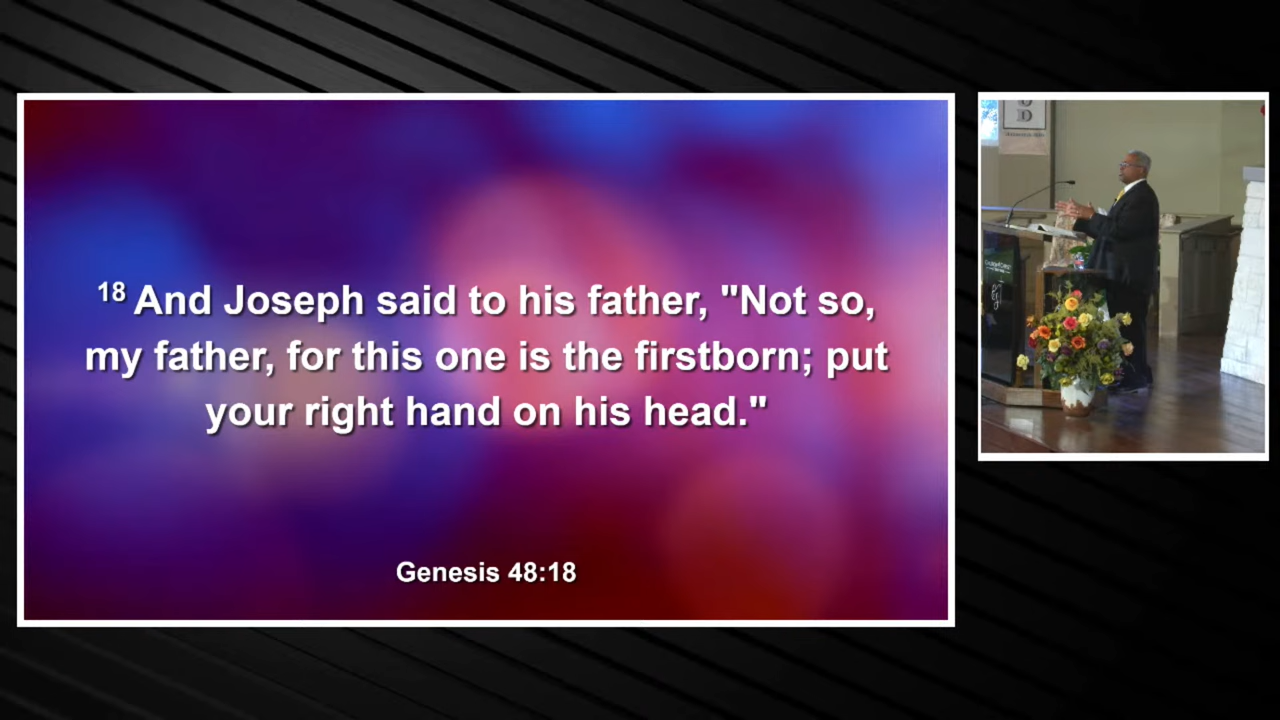 18 And Joseph said to his father, "Not so,
my father, for this one is the firstborn; put
your right hand on his head."
Genesis 48:18
O
D